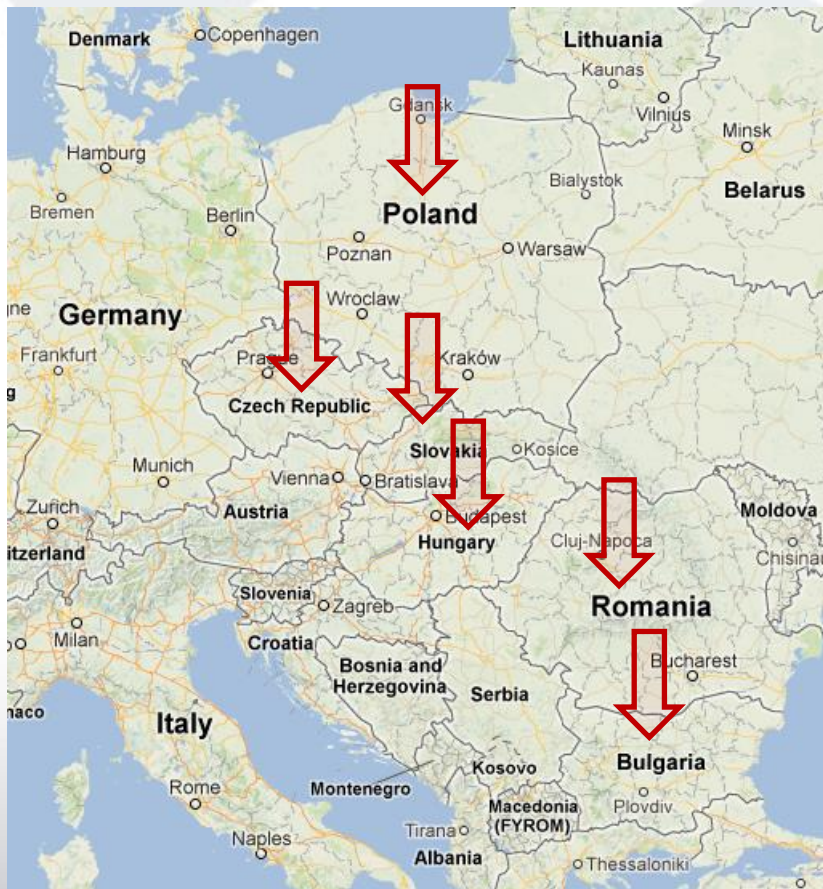 Denmark
Copenhagen
Lithuania
Kaunas
Gdansk
Vilnius
Minsk
Hamburg
Bialystok
Belarus
Bremen
Berlin
Poland
Poznan
Warsaw
Wroclaw
Germany
Frankfurt
Prague
Kraków
Czech Republic
Slovakia
Kosice
Munich
Vienna
Bratislava
Zurich
Austria
Budapest
Moldova
Hungary
Cluj-Napoca
Chisinau
itzerland
Slovenia
Zagreb
Romania
Milan
Croatia
Bosnia and
Herzegovina
Bucharest
Serbia
naco
Italy
Kosovo
Bulgaria
Montenegro
Rome
Macedonia
(FYROM)
Plovdiv
Tirana
Naples
Albania
Thessaloniki